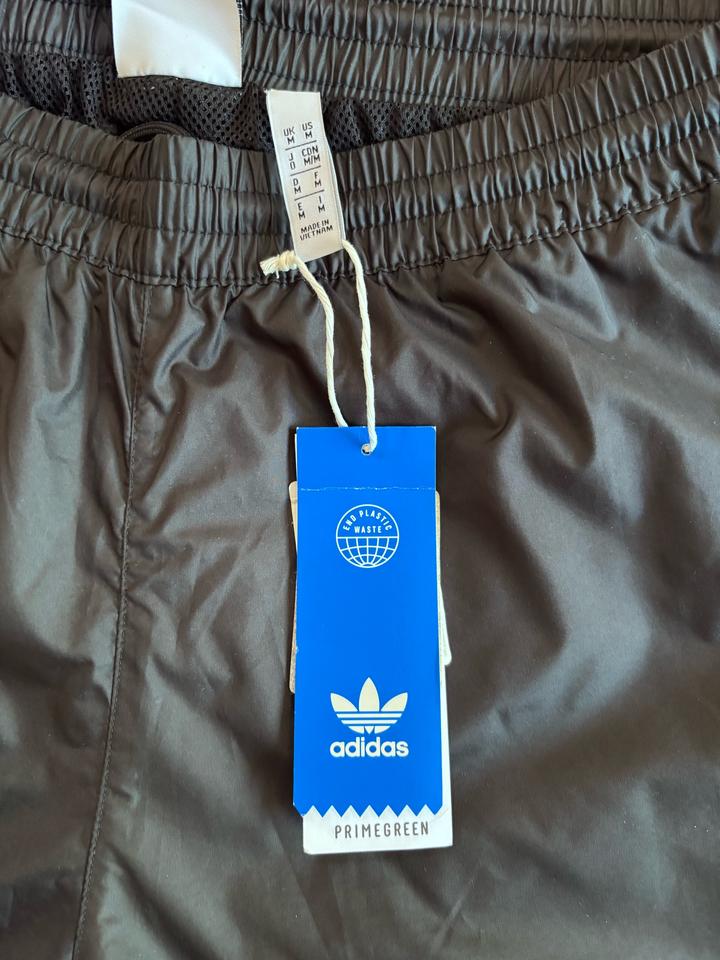 UK US
M M
J CDN
O M/M
D F
M M
E I
M M
MADE IN
VIETNAM
END PLASTIC
WASTE
adidas
PRIMEGREEN